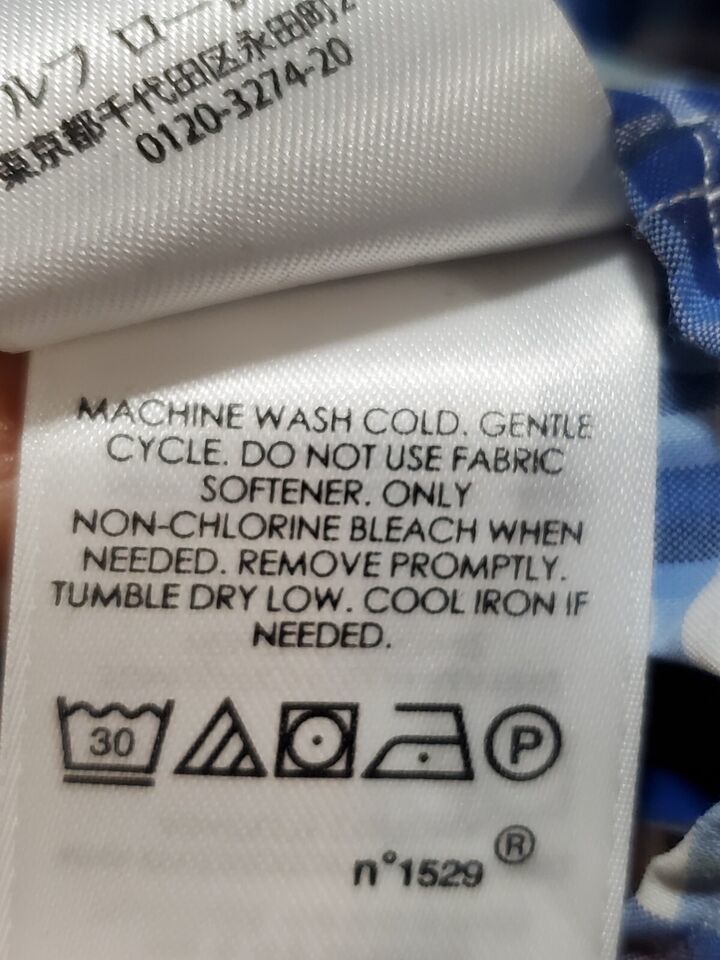 ルフ ロー
東京都千代田区永田町2
0120-3274-20
MACHINE WASH COLD. GENTLE
CYCLE. DO NOT USE FABRIC
SOFTENER. ONLY
NON-CHLORINE BLEACH WHEN
NEEDED. REMOVE PROMPTLY.
TUMBLE DRY LOW. COOL IRON IF
NEEDED.
30 P
®
n°1529